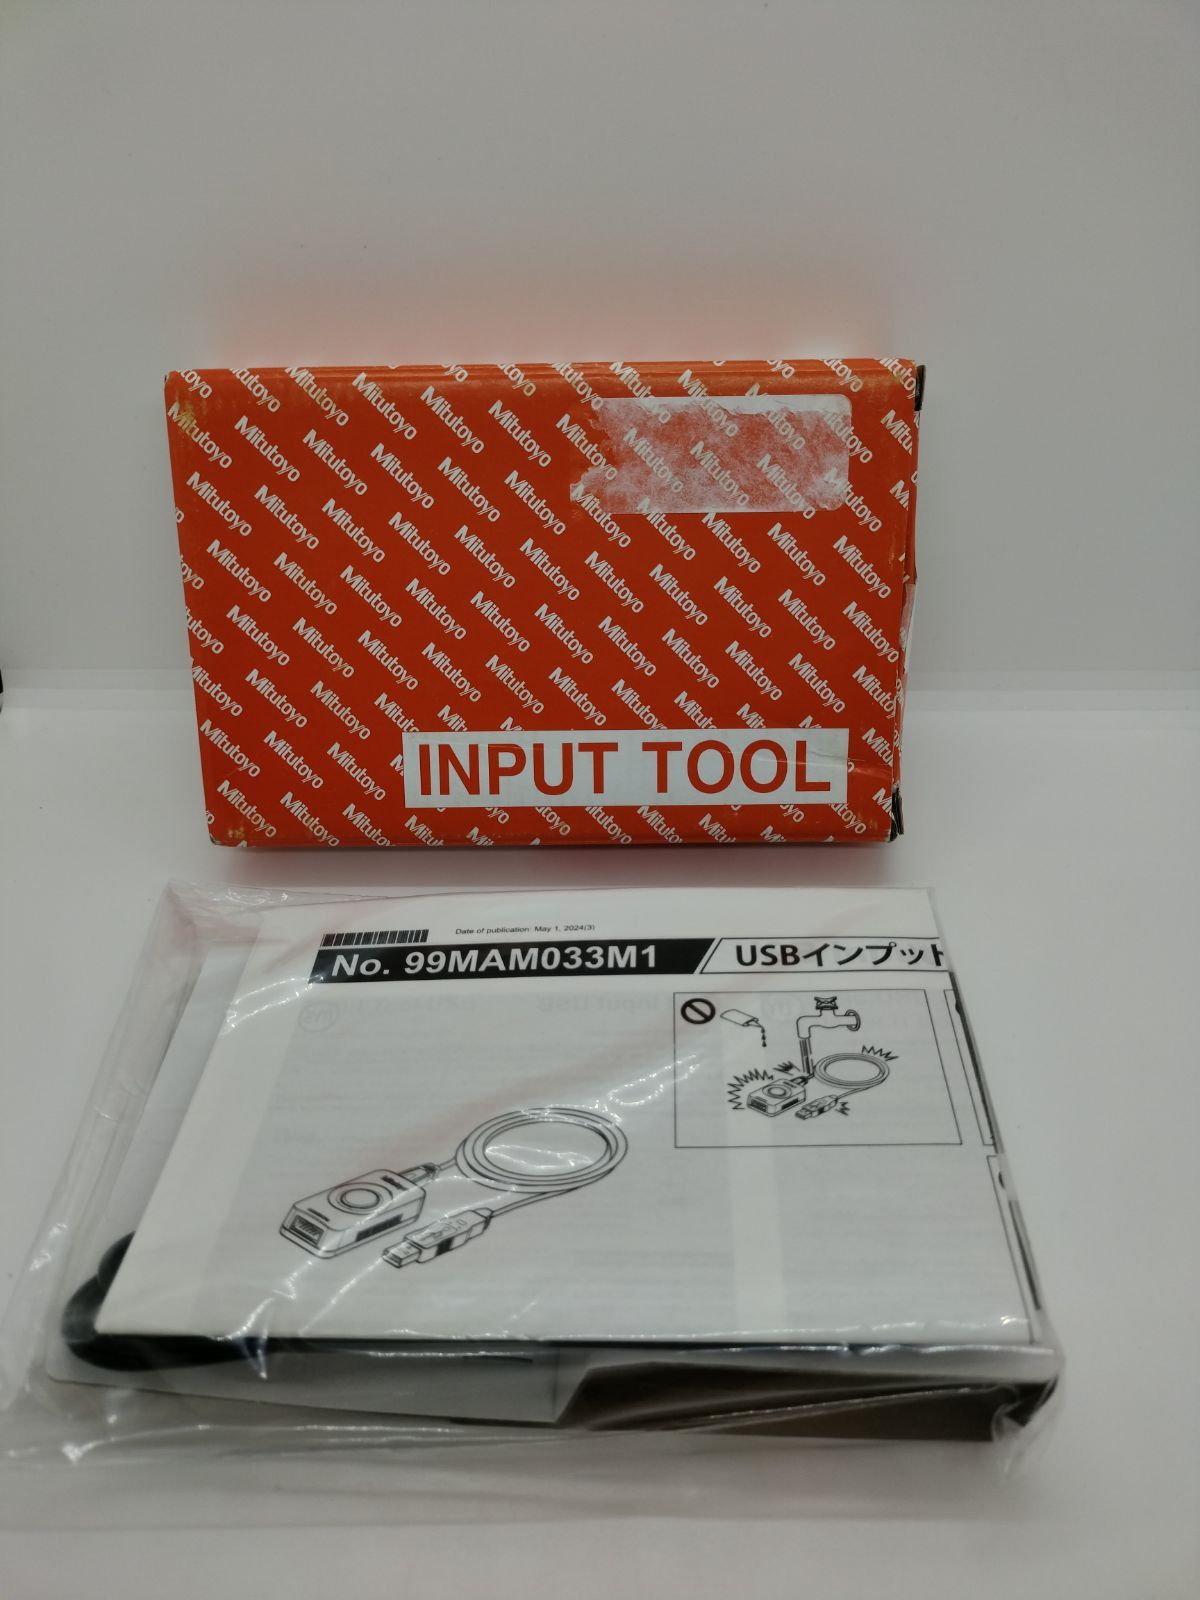 Mitutoyo
INPUT TOOL
Date of publication: May 1, 2024(3)
No. 99MAM033M1
USBインプット